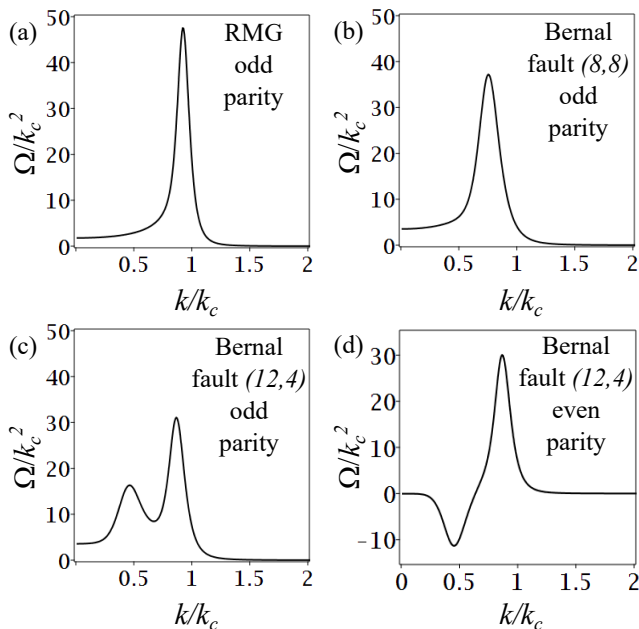 (a)
RMG
odd
parity
50
40
30
20
10
0
Ω/k_c^2
0.5
1
1.5
2
k/k_c
(b)
Bernal
fault (8,8)
odd
parity
50
40
30
20
10
0
Ω/k_c^2
0
0.5
1
1.5
2
k/k_c
(c)
Bernal
fault (12,4)
odd
parity
50
40
30
20
10
0
Ω/k_c^2
0.5
1
1.5
2
k/k_c
(d)
Bernal
fault (12,4)
even
parity
30
20
10
0
−10
Ω/k_c^2
0
0.5
1
1.5
2
k/k_c